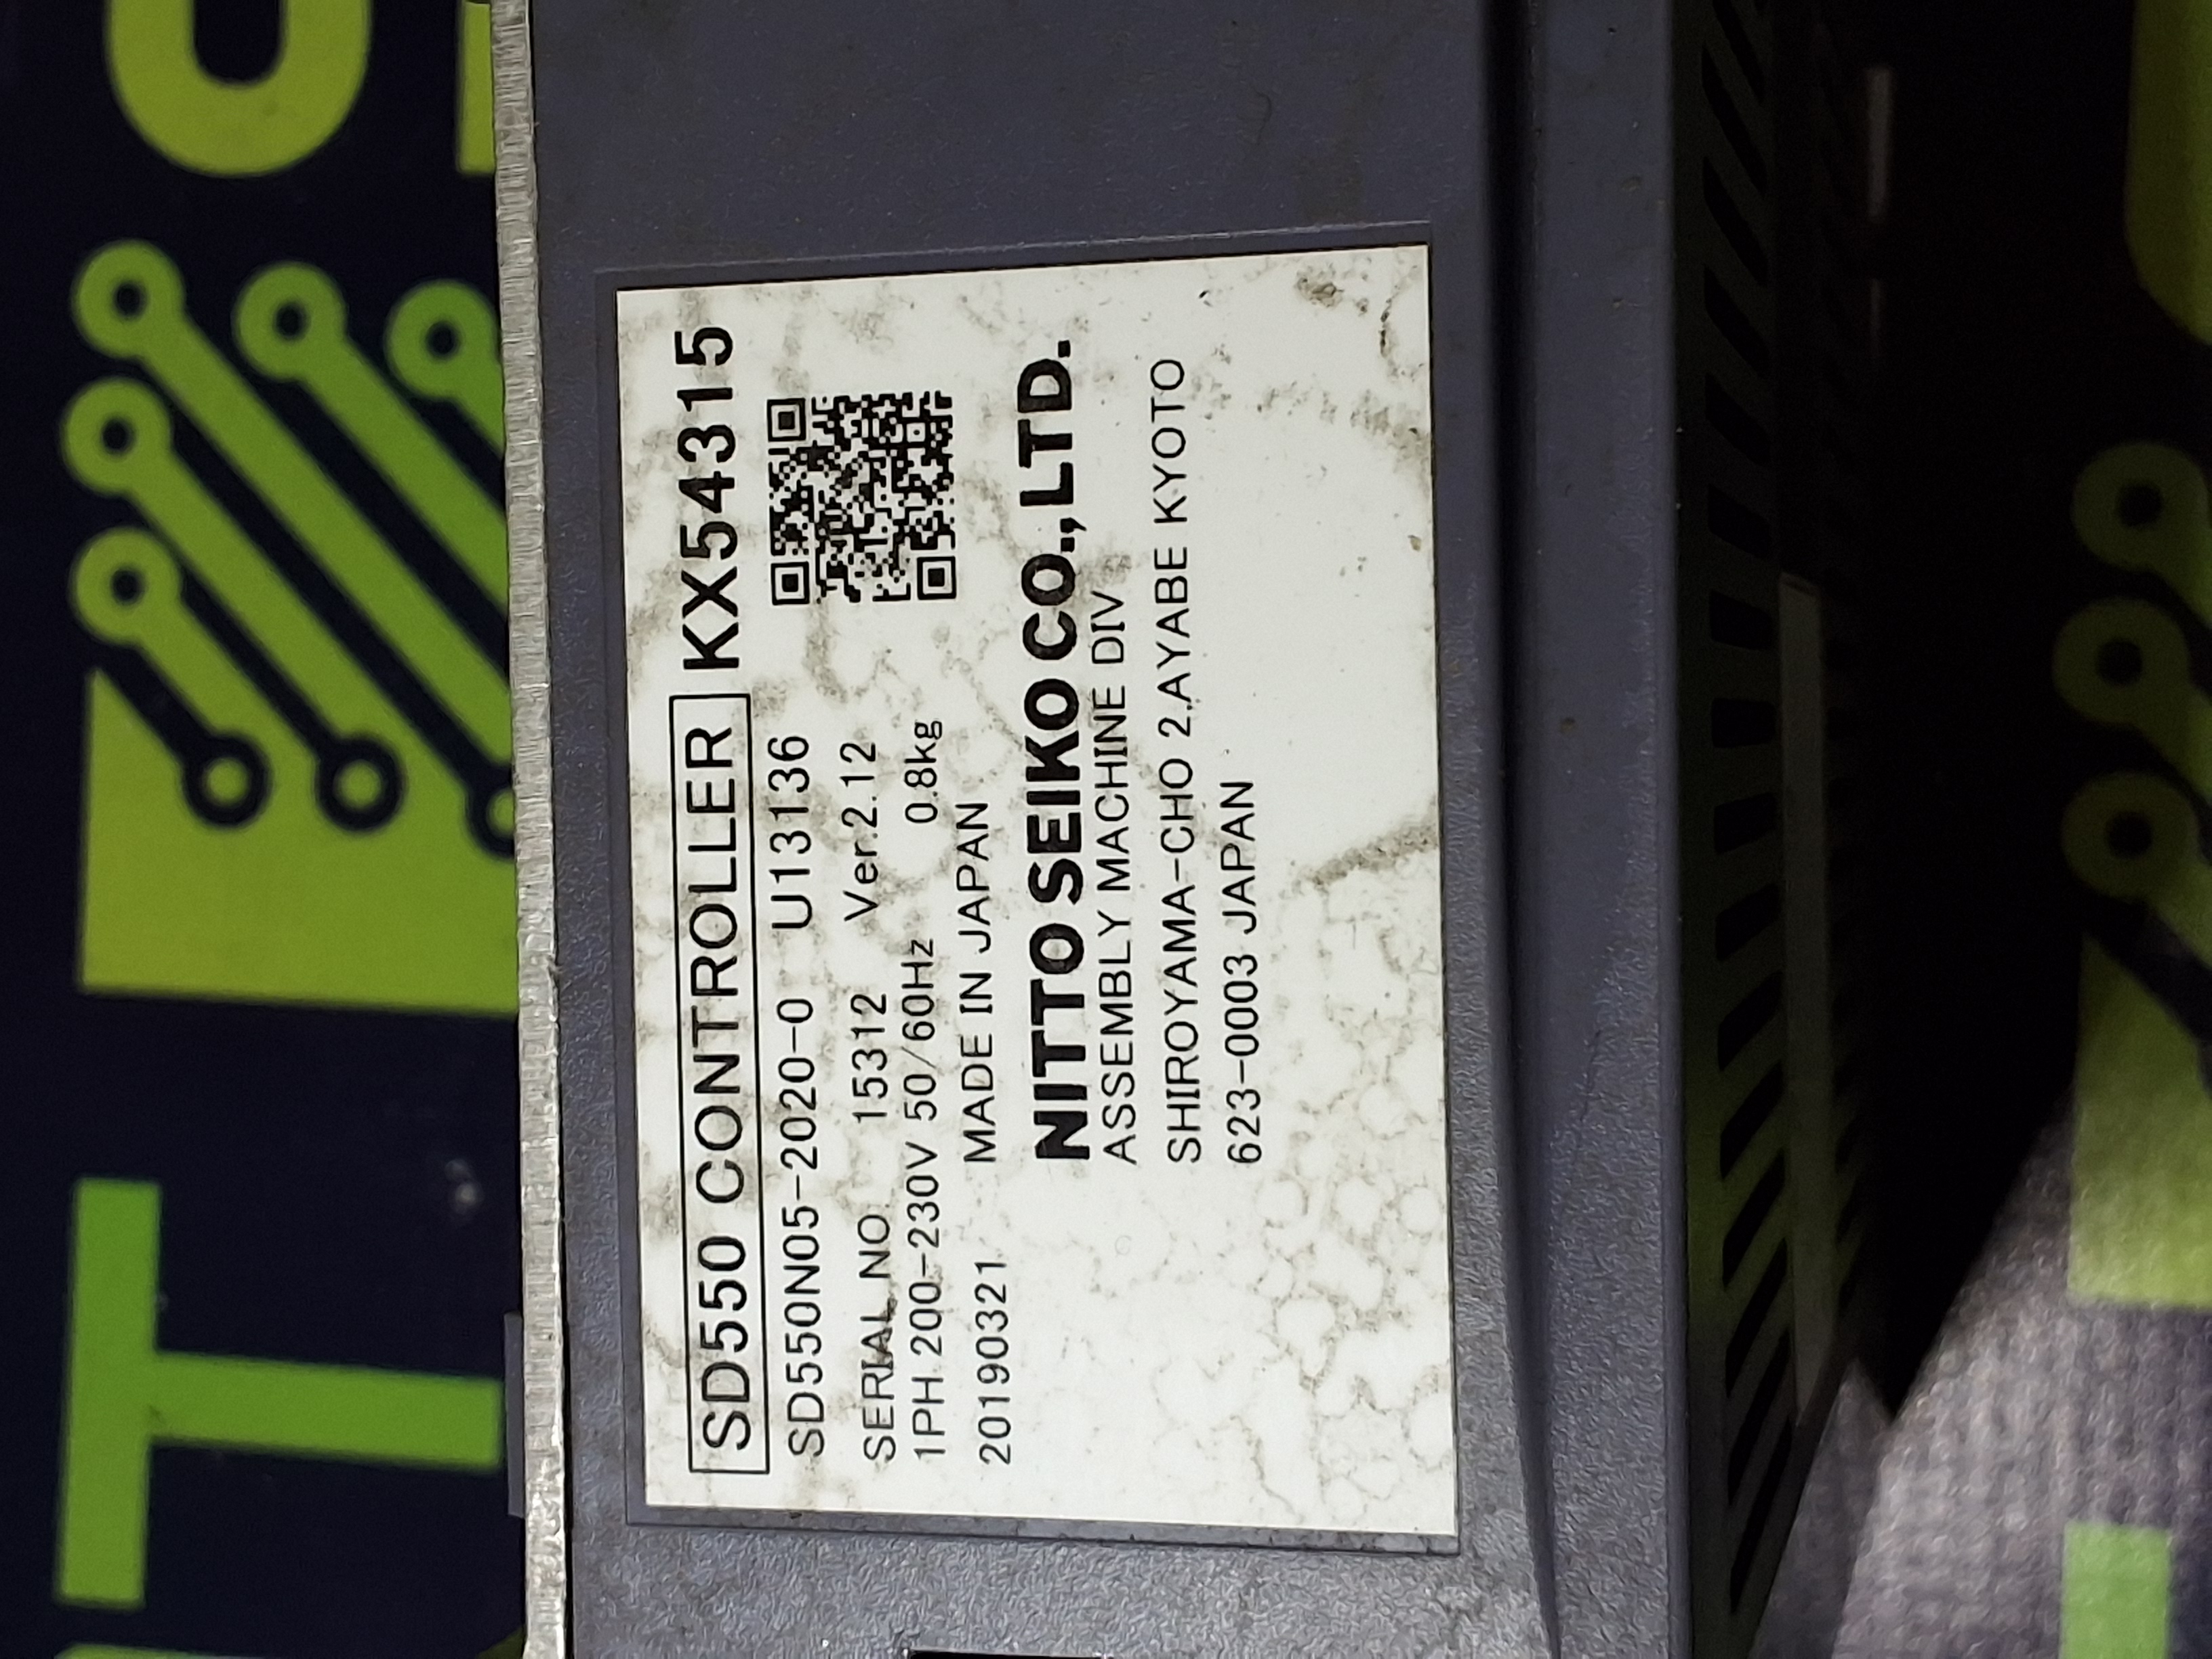 SD550 CONTROLLER KX54315
SD550N05-2020-0 U13136
SERIAL NO. 15312 Ver.2.12
1PH 200-230V 50/60Hz 0.8kg
20190321 MADE IN JAPAN
NITTO SEIKO CO.,LTD.
ASSEMBLY MACHINE DIV
SHIROYAMA-CHO 2,AYABE KYOTO
623-0003 JAPAN